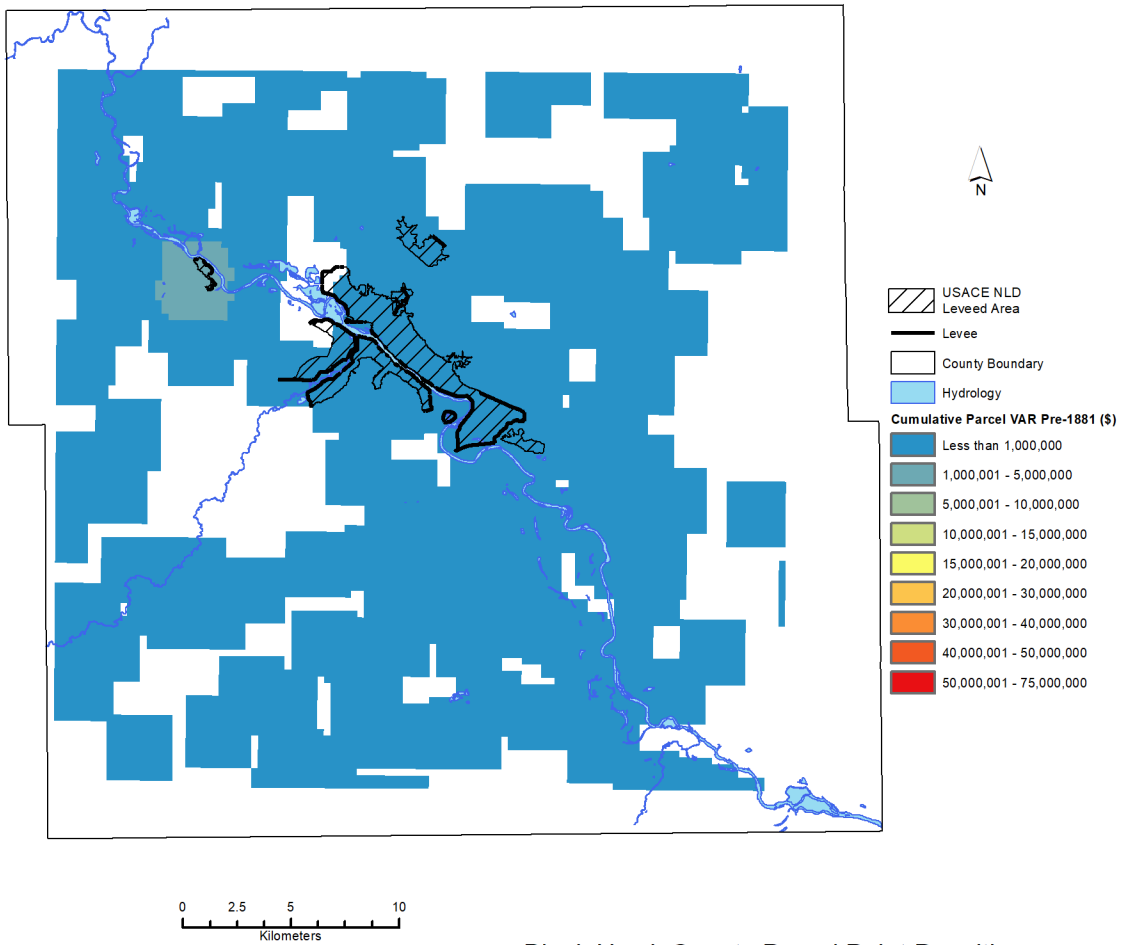 N
USACE NLD
Leveed Area
Levee
County Boundary
Hydrology
Cumulative Parcel VAR Pre-1881 ($)
Less than 1,000,000
1,000,001 - 5,000,000
5,000,001 - 10,000,000
10,000,001 - 15,000,000
15,000,001 - 20,000,000
20,000,001 - 30,000,000
30,000,001 - 40,000,000
40,000,001 - 50,000,000
50,000,001 - 75,000,000
0 2.5 5 10
Kilometers